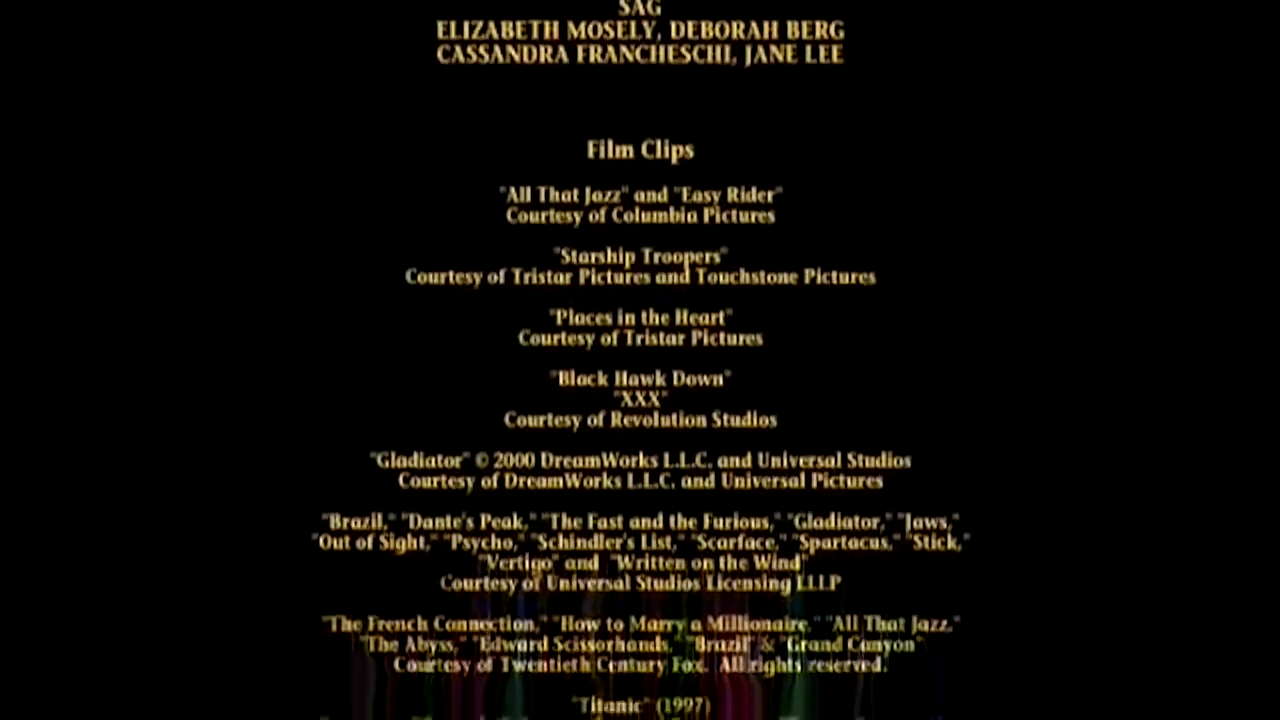 SAG
ELIZABETH MOSELY, DEBORAH BERG
CASSANDRA FRANCHESCHI, JANE LEE
Film Clips
"All That Jazz" and "Easy Rider"
Courtesy of Columbia Pictures
"Starship Troopers"
Courtesy of Tristar Pictures and Touchstone Pictures
"Places in the Heart"
Courtesy of Tristar Pictures
"Black Hawk Down"
"XXX"
Courtesy of Revolution Studios
"Gladiator" © 2000 DreamWorks L.L.C. and Universal Studios
Courtesy of DreamWorks L.L.C. and Universal Pictures
"Brazil," "Dante's Peak," "The Fast and the Furious," "Gladiator," "Jaws,"
"Out of Sight," "Psycho," "Schindler's List," "Scarface," "Spartacus," "Stick,"
"Vertigo" and "Written on the Wind"
Courtesy of Universal Studios Licensing LLLP
"The French Connection," "How to Marry a Millionaire," "All That Jazz,"
"The Abyss," "Edward Scissorhands," "Brazil" & "Grand Canyon"
Courtesy of Twentieth Century Fox. All rights reserved.
"Titanic" (1997)